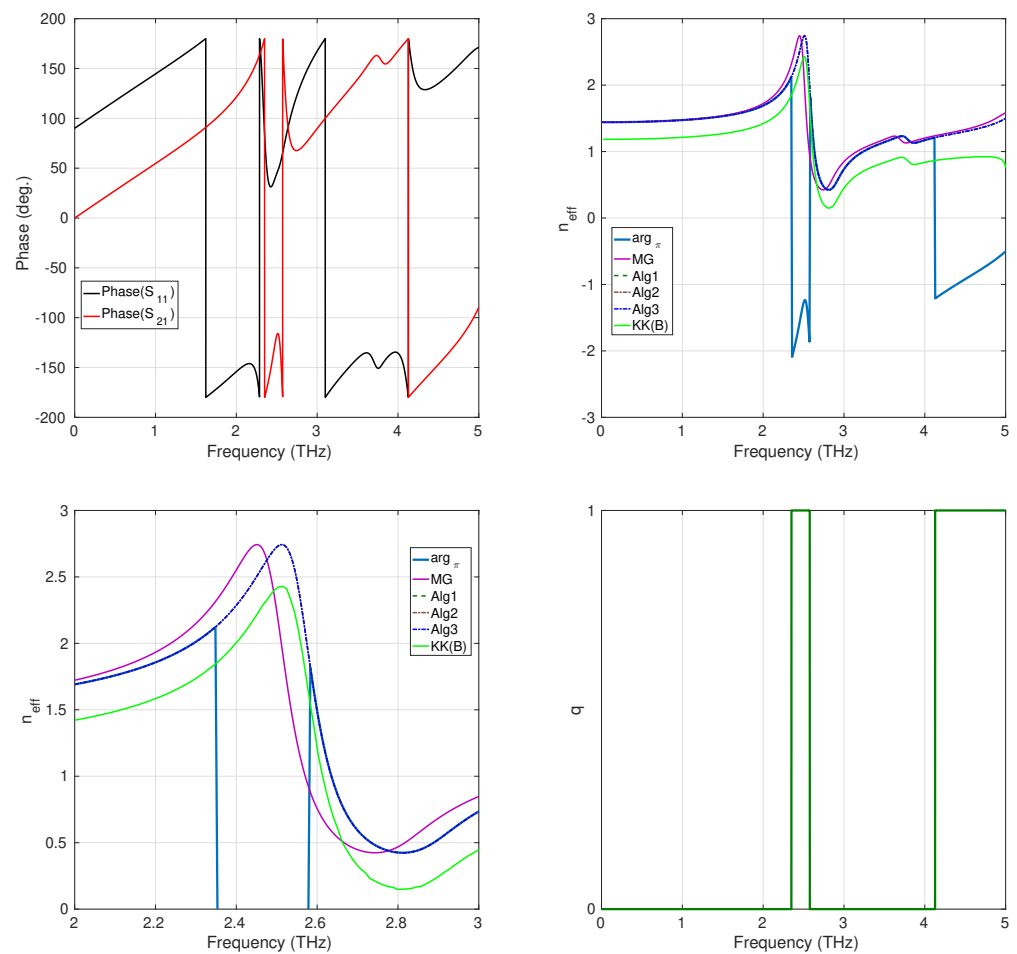 200
150
100
50
0
-50
-100
-150
-200
Phase (deg.)
Phase(S11)
Phase(S21)
0 1 2 3 4 5
Frequency (THz)
3
2
1
0
-1
-2
-3
neff
argπ
MG
Alg1
Alg2
Alg3
KK(B)
0 1 2 3 4 5
Frequency (THz)
3
2.5
2
1.5
1
0.5
0
neff
argπ
MG
Alg1
Alg2
Alg3
KK(B)
2 2.2 2.4 2.6 2.8 3
Frequency (THz)
1
0
q
0 1 2 3 4 5
Frequency (THz)